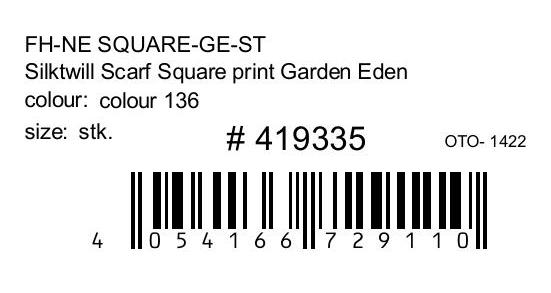 FH-NE SQUARE-GE-ST
Silktwill Scarf Square print Garden Eden
colour: colour 136
size: stk.
# 419335
OTO- 1422
4 054166 729110